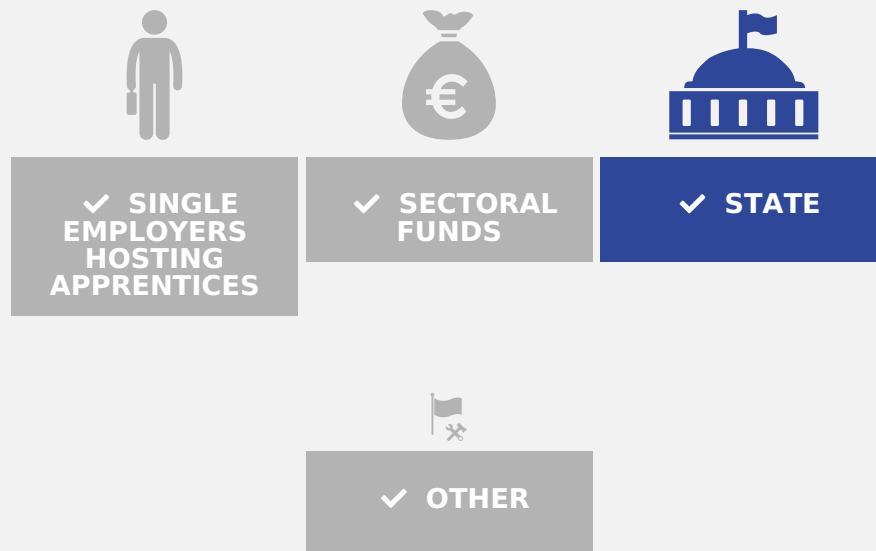 SINGLE
EMPLOYERS
HOSTING
APPRENTICES
SECTORAL
FUNDS
STATE
OTHER